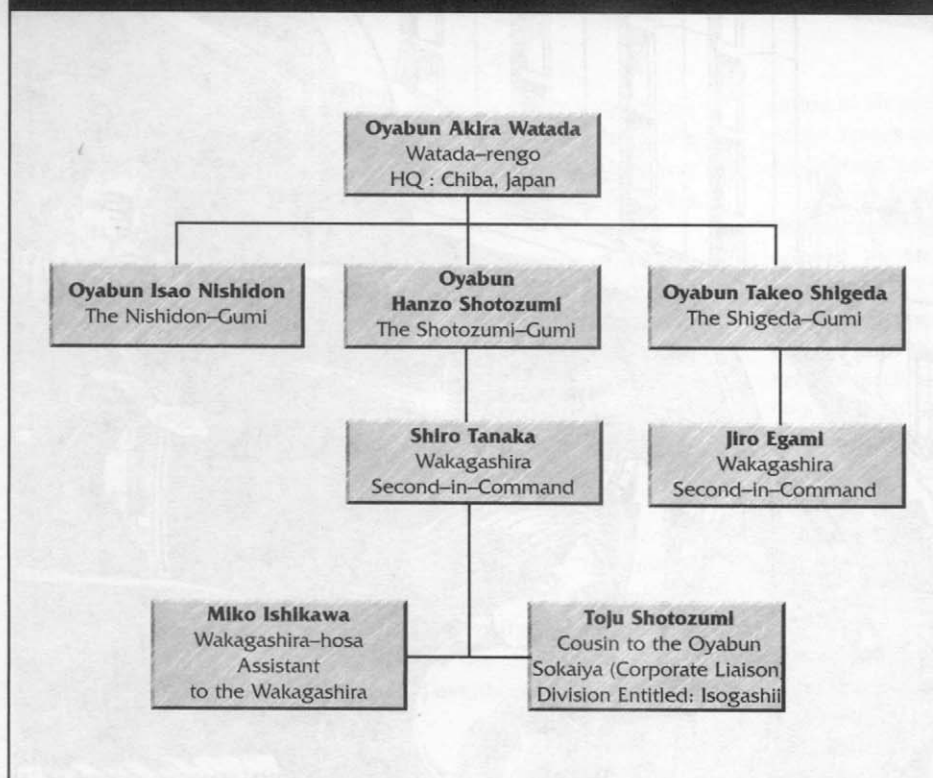 Oyabun Akira Watada
Watada–rengo
HQ : Chiba, Japan
Oyabun Isao Nishidon
The Nishidon–Gumi
Oyabun
Hanzo Shotozumi
The Shotozumi–Gumi
Oyabun Takeo Shigeda
The Shigeda–Gumi
Shiro Tanaka
Wakagashira
Second–in–Command
Jiro Egami
Wakagashira
Second–in–Command
Miko Ishikawa
Wakagashira–hosa
Assistant
to the Wakagashira
Toju Shotozumi
Cousin to the Oyabun
Sokaiya (Corporate Liaison)
Division Entitled: Isogashii